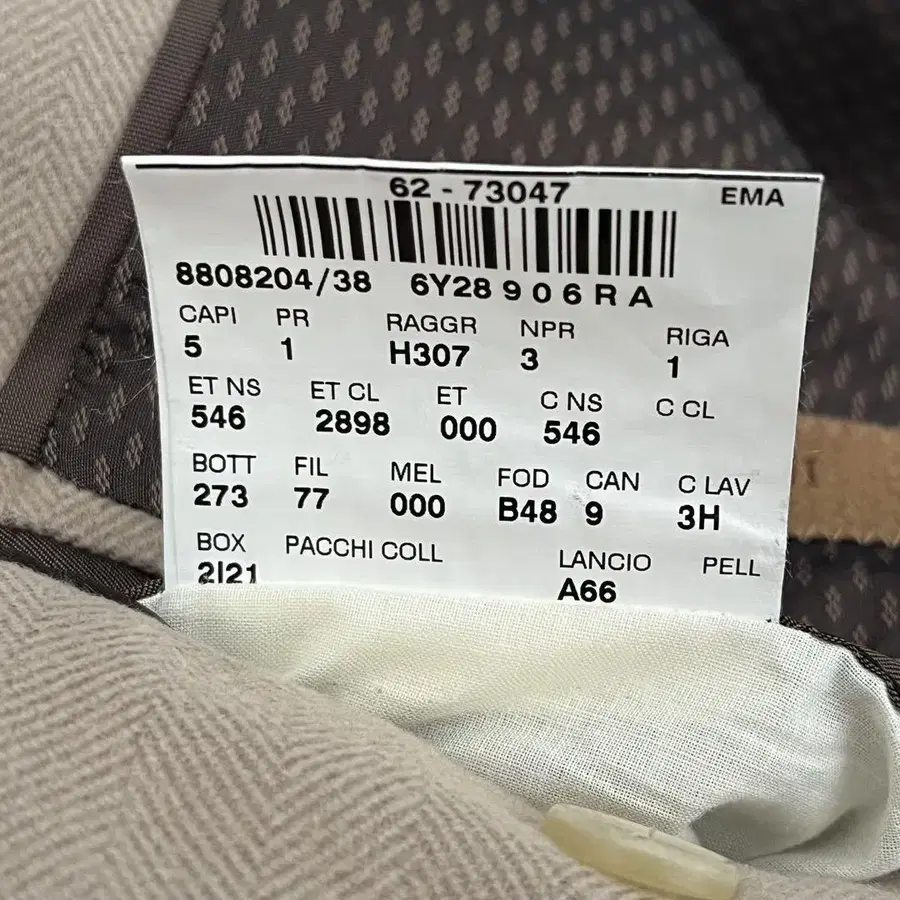 62 - 73047 EMA
8808204/38 6Y28 9 0 6 R A
CAPI PR RAGGR NPR RIGA
5 1 H307 3 1
ET NS ET CL ET C NS C CL
546 2898 000 546
BOTT FIL MEL FOD CAN C LAV
273 77 000 B48 9 3H
BOX PACCHI COLL LANCIO PELL
2I21 A66